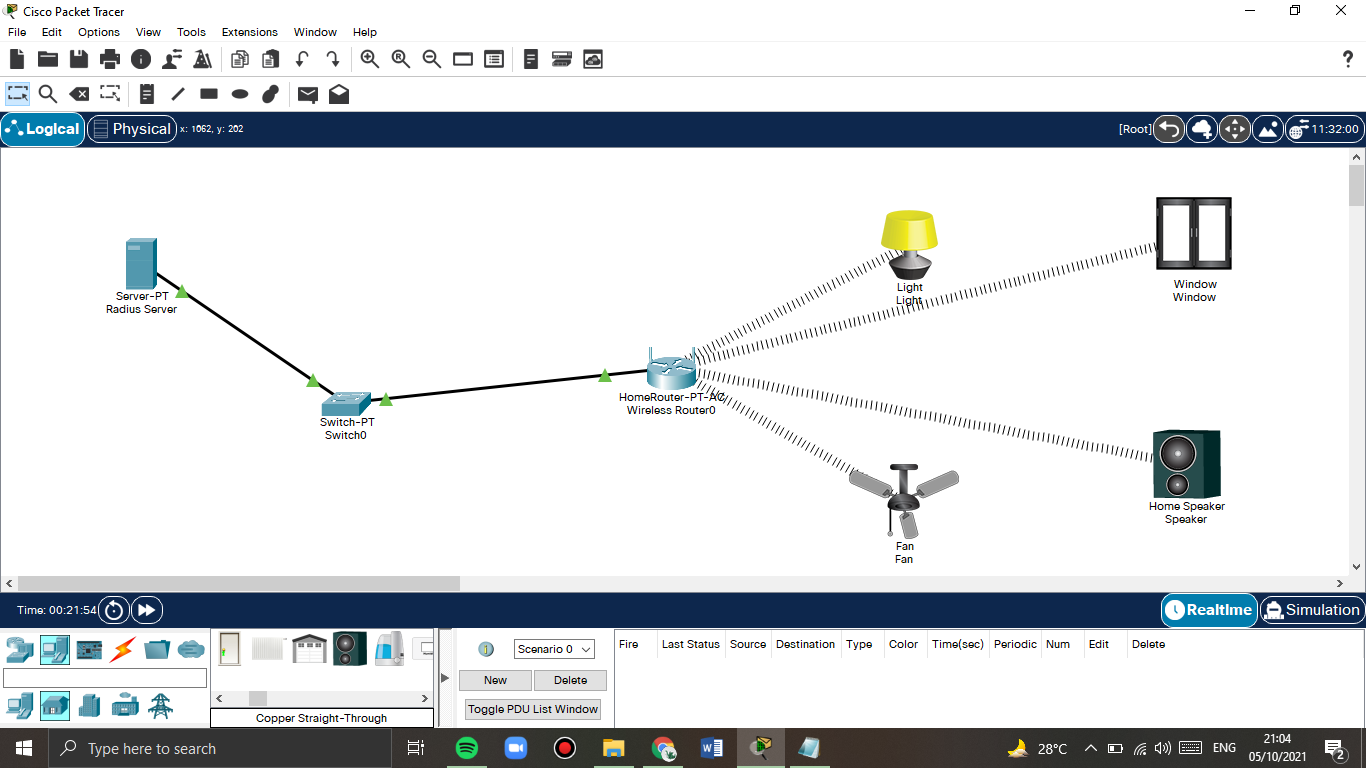 Cisco Packet Tracer
File Edit Options View Tools Extensions Window Help
Logical Physical x: 1062, y: 202 [Root] 11:32:00
Server-PT
Radius Server
Switch-PT
Switch0
HomeRouter-PT-AC
Wireless Router0
Light
Light
Window
Window
Home Speaker
Speaker
Fan
Fan
Time: 00:21:54 Realtime Simulation
Scenario 0
New Delete
Toggle PDU List Window
Fire Last Status Source Destination Type Color Time(sec) Periodic Num Edit Delete
Copper Straight-Through
Type here to search
28°C ENG
21:04
05/10/2021
2